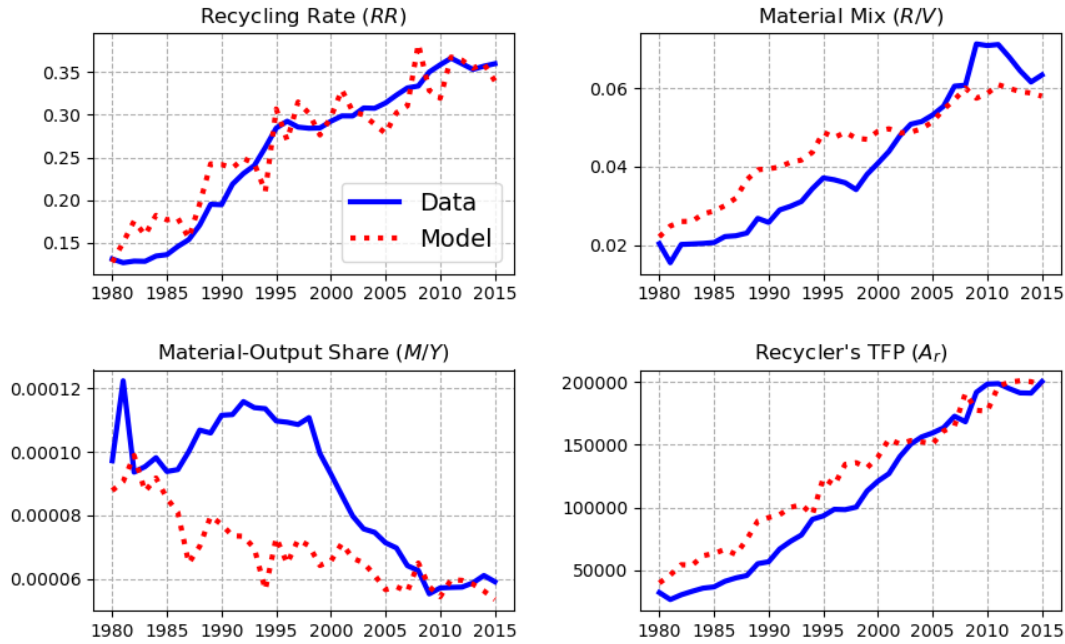 Recycling Rate (RR)
0.35
0.30
0.25
0.20
0.15
1980 1985 1990 1995 2000 2005 2010 2015
Data
Model
Material Mix (R/V)
0.06
0.04
0.02
1980 1985 1990 1995 2000 2005 2010 2015
Material-Output Share (M/Y)
0.00012
0.00010
0.00008
0.00006
1980 1985 1990 1995 2000 2005 2010 2015
Recycler's TFP (A_r)
200000
150000
100000
50000
1980 1985 1990 1995 2000 2005 2010 2015